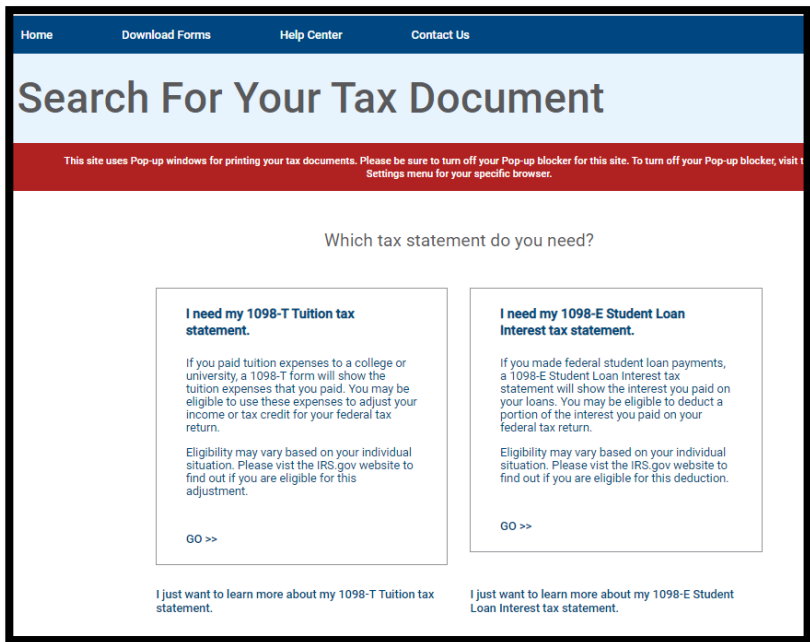 Home Download Forms Help Center Contact Us
Search For Your Tax Document
This site uses Pop-up windows for printing your tax documents. Please be sure to turn off your Pop-up blocker for this site. To turn off your Pop-up blocker, visit
Settings menu for your specific browser.
Which tax statement do you need?
I need my 1098-T Tuition tax
statement.
If you paid tuition expenses to a college or
university, a 1098-T form will show the
tuition expenses that you paid. You may be
eligible to use these expenses to adjust your
income or tax credit for your federal tax
return.
Eligibility may vary based on your individual
situation. Please vist the IRS.gov website to
find out if you are eligible for this
adjustment.
GO >>
I need my 1098-E Student Loan
Interest tax statement.
If you made federal student loan payments,
a 1098-E Student Loan Interest tax
statement will show the interest you paid on
your loans. You may be eligible to deduct a
portion of the interest you paid on your
federal tax return.
Eligibility may vary based on your individual
situation. Please vist the IRS.gov website to
find out if you are eligible for this deduction.
GO >>
I just want to learn more about my 1098-T Tuition tax
statement.
I just want to learn more about my 1098-E Student
Loan Interest tax statement.